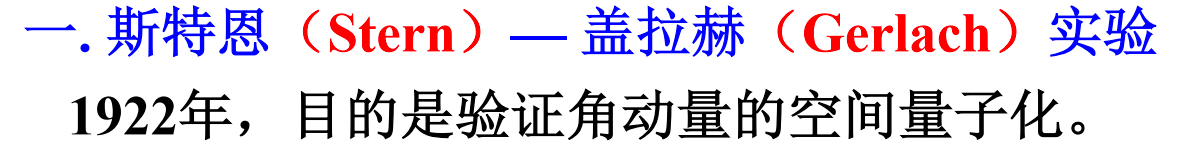 一. 斯特恩（Stern）— 盖拉赫（Gerlach）实验
1922年，目的是验证角动量的空间量子化。